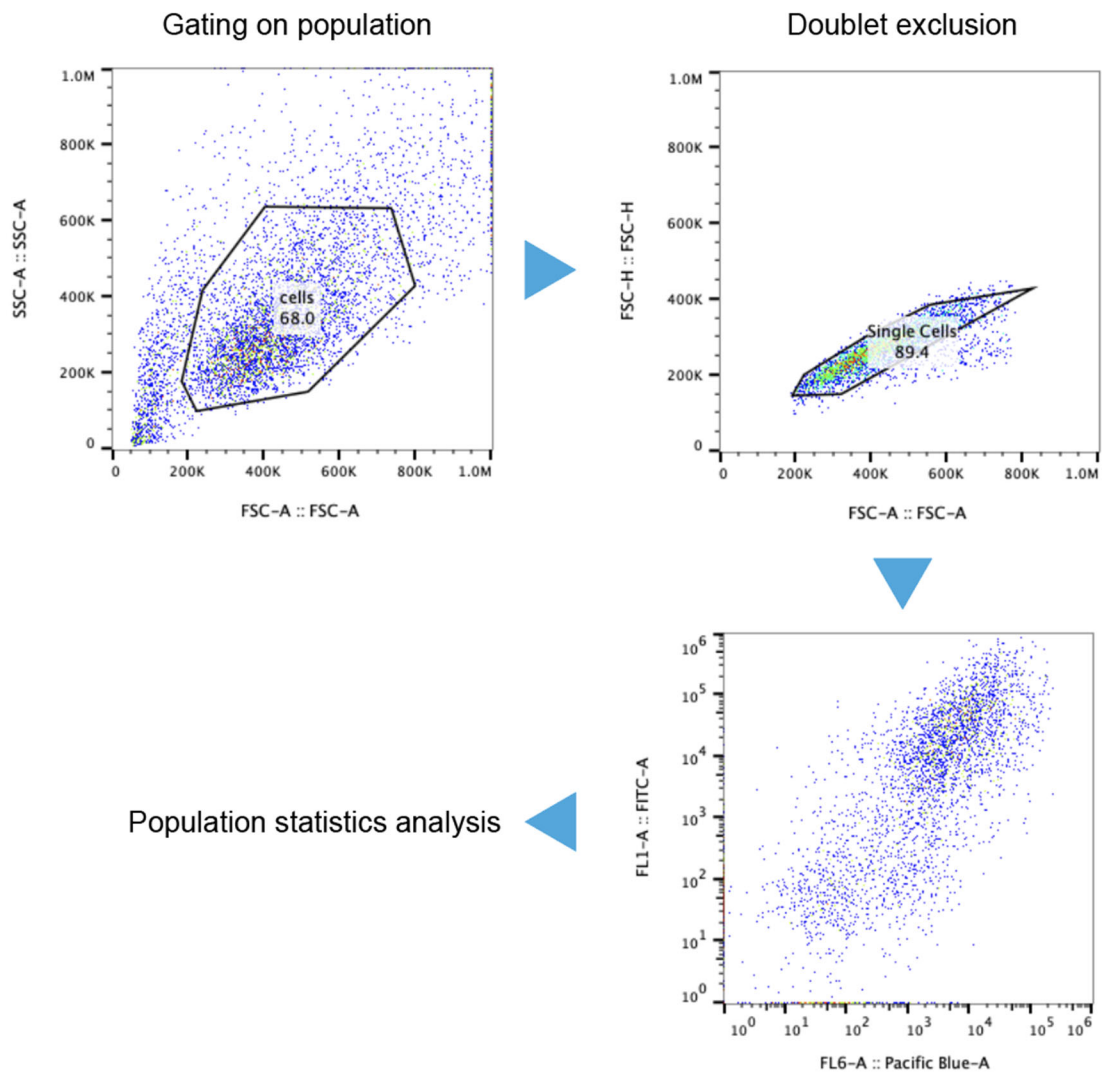 Gating on population
Doublet exclusion
1.0M
800K
600K
400K
200K
0
SSC-A :: SSC-A
cells
68.0
0 200K 400K 600K 800K 1.0M
FSC-A :: FSC-A
1.0M
800K
600K
400K
200K
0
FSC-H :: FSC-H
Single Cells
89.4
0 200K 400K 600K 800K 1.0M
FSC-A :: FSC-A
Population statistics analysis
10⁶
10⁵
10⁴
10³
10²
10¹
10⁰
FL1-A :: FITC-A
10⁰ 10¹ 10² 10³ 10⁴ 10⁵ 10⁶
FL6-A :: Pacific Blue-A